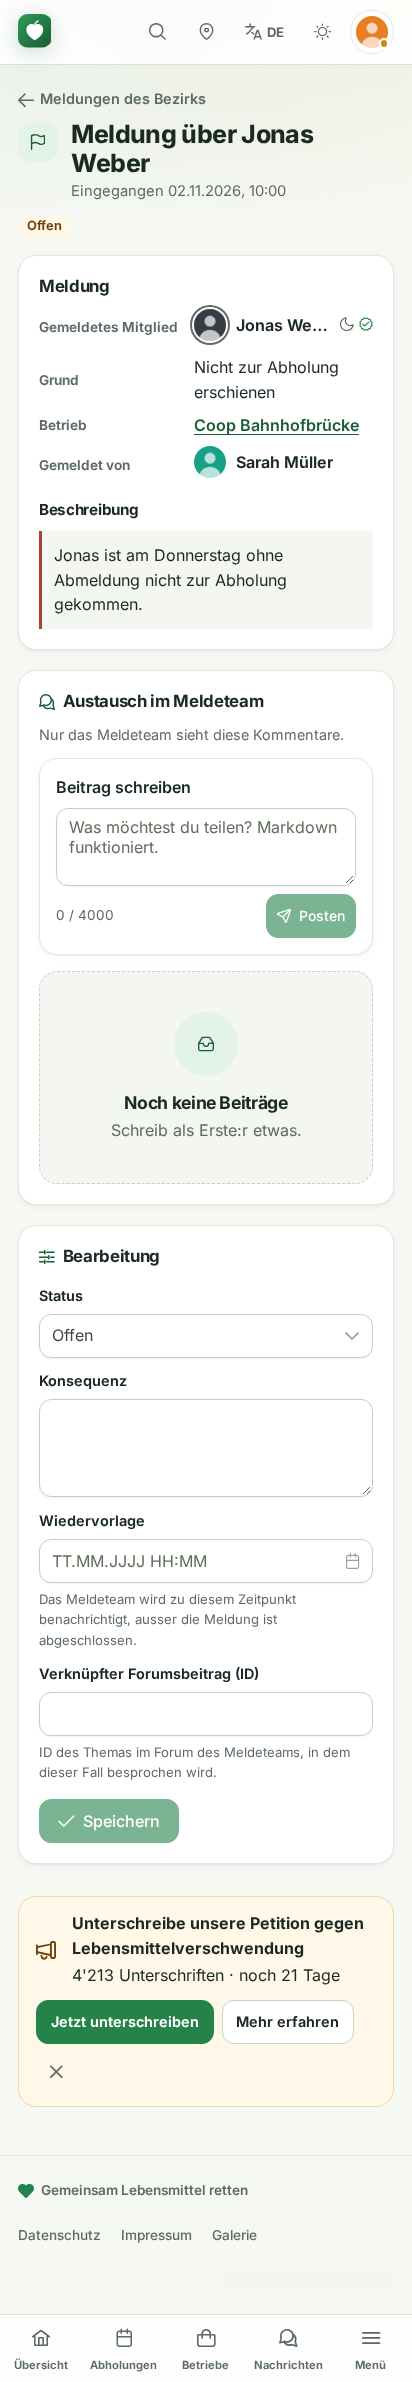 DE
Meldungen des Bezirks
Meldung über Jonas
Weber
Eingegangen 02.11.2026, 10:00
Offen
Meldung
Gemeldetes Mitglied
Jonas We…
Grund
Nicht zur Abholung
erschienen
Betrieb
Coop Bahnhofbrücke
Gemeldet von
Sarah Müller
Beschreibung
Jonas ist am Donnerstag ohne
Abmeldung nicht zur Abholung
gekommen.
Austausch im Meldeteam
Nur das Meldeteam sieht diese Kommentare.
Beitrag schreiben
Was möchtest du teilen? Markdown
funktioniert.
0 / 4000
Posten
Noch keine Beiträge
Schreib als Erste:r etwas.
Bearbeitung
Status
Offen
Konsequenz
Wiedervorlage
TT.MM.JJJJ HH:MM
Das Meldeteam wird zu diesem Zeitpunkt
benachrichtigt, ausser die Meldung ist
abgeschlossen.
Verknüpfter Forumsbeitrag (ID)
ID des Themas im Forum des Meldeteams, in dem
dieser Fall besprochen wird.
Speichern
Unterschreibe unsere Petition gegen
Lebensmittelverschwendung
4'213 Unterschriften · noch 21 Tage
Jetzt unterschreiben
Mehr erfahren
Gemeinsam Lebensmittel retten
Datenschutz
Impressum
Galerie
Übersicht
Abholungen
Betriebe
Nachrichten
Menü